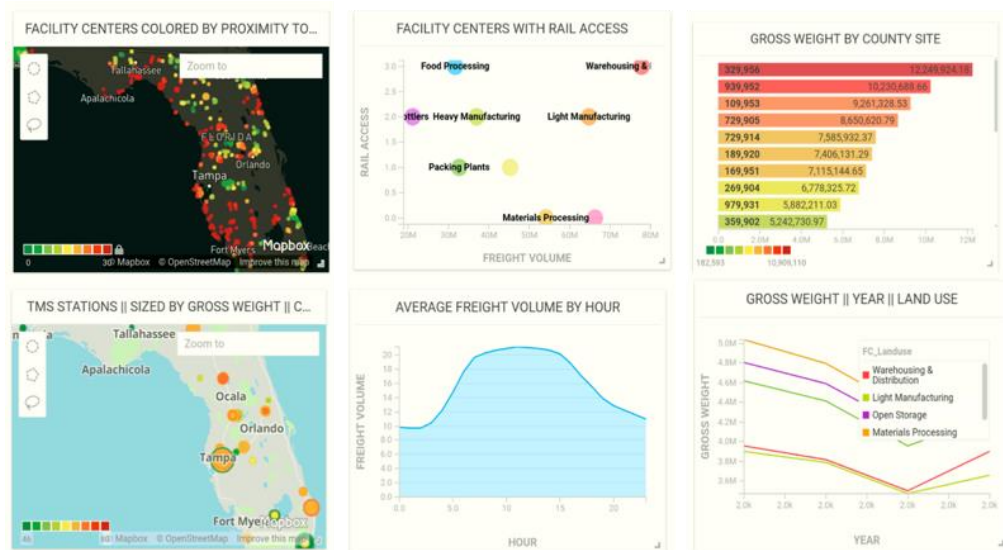 FACILITY CENTERS COLORED BY PROXIMITY TO...
Zoom to
Tallahassee
Apalachicola
FLORIDA
Orlando
Tampa
Fort Myers
Mapbox
0
30
Mapbox © OpenStreetMap Improve this map
FACILITY CENTERS WITH RAIL ACCESS
RAIL ACCESS
3.0
2.5
2.0
1.5
1.0
0.5
0.0
Food Processing
Warehousing &
Heavy Manufacturing
Light Manufacturing
Packing Plants
Materials Processing
20M 30M 40M 50M 60M 70M 80M
FREIGHT VOLUME
GROSS WEIGHT BY COUNTY SITE
329,956 12,249,924.18
939,952 10,230,688.66
109,953 9,261,328.53
729,905 8,650,620.79
729,914 7,585,932.37
189,920 7,406,131.29
169,951 7,115,144.65
269,904 6,778,325.72
979,931 5,882,211.03
359,902 5,242,730.97
0.0 2.0M 4.0M 6.0M 8.0M 10M 12M
182,593 10,909,110
TMS STATIONS || SIZED BY GROSS WEIGHT || C...
Zoom to
Tallahassee
Apalachicola
Ocala
Orlando
Tampa
Fort Mye
Mapbox
46
Mapbox © OpenStreetMap Improve this map
AVERAGE FREIGHT VOLUME BY HOUR
FREIGHT VOLUME
20
18
16
14
12
10
8.0
6.0
4.0
2.0
0.0
0.0 5.0 10 15 20
HOUR
GROSS WEIGHT || YEAR || LAND USE
GROSS WEIGHT
5.0M
4.8M
4.6M
4.4M
4.2M
4.0M
3.8M
3.6M
FC_Landuse
Warehousing &
Distribution
Light Manufacturing
Open Storage
Materials Processing
2.0k 2.0k 2.0k 2.0k 2.0k 2.0k 2.0k
YEAR